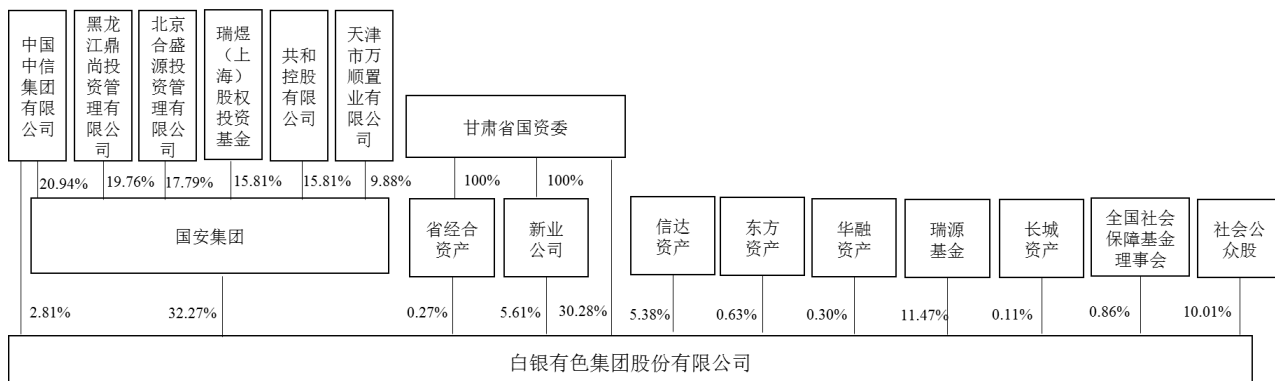 中国
中信
集团
有限
公司
黑龙
江鼎
尚投
资管
理有
限公
司
北京
合盛
源投
资管
理有
限公
司
瑞煜
（上
海）
股权
投资
基金
共和
控股
有限
公司
天津
市万
顺置
业有
限公
司
甘肃省国资委
20.94%
19.76%
17.79%
15.81%
15.81%
9.88%
100%
100%
国安集团
省经合
资产
新业
公司
信达
资产
东方
资产
华融
资产
瑞源
基金
长城
资产
全国社会
保障基金
理事会
社会公
众股
2.81%
32.27%
0.27%
5.61%
30.28%
5.38%
0.63%
0.30%
11.47%
0.11%
0.86%
10.01%
白银有色集团股份有限公司